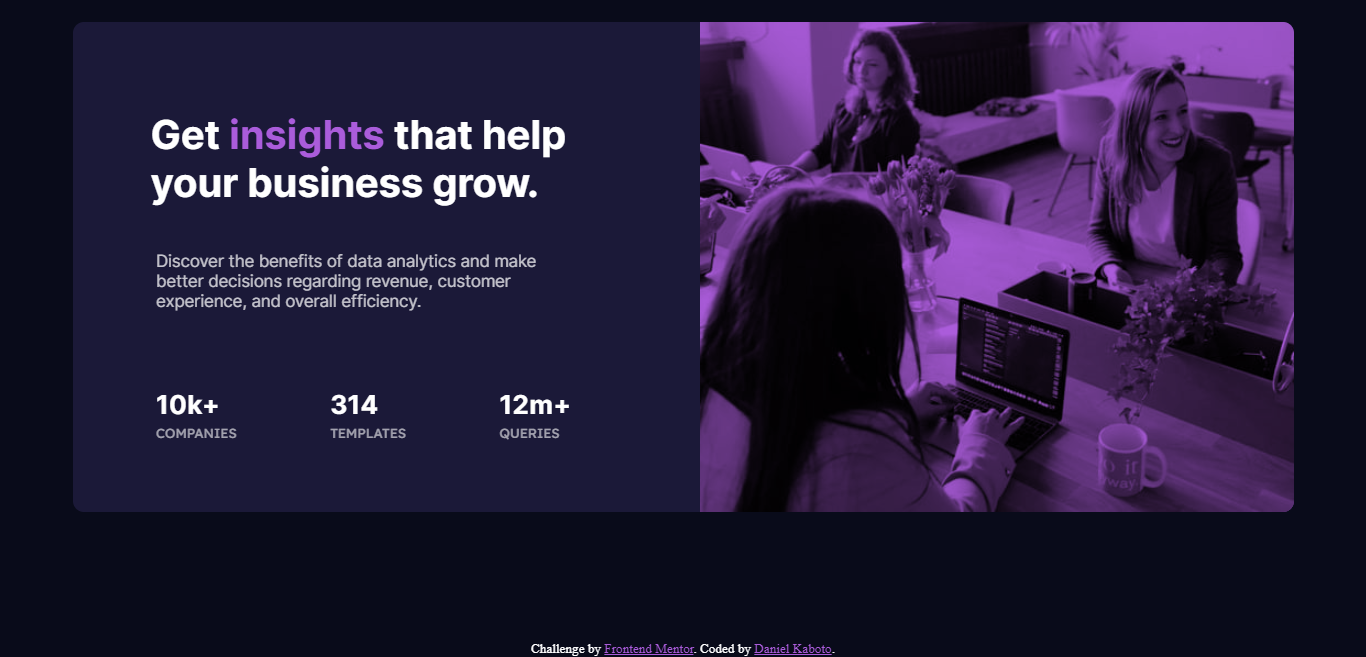 Get insights that help
your business grow.
Discover the benefits of data analytics and make
better decisions regarding revenue, customer
experience, and overall efficiency.
10k+ 314 12m+
COMPANIES TEMPLATES QUERIES
it
way.
Challenge by Frontend Mentor. Coded by Daniel Kaboto.